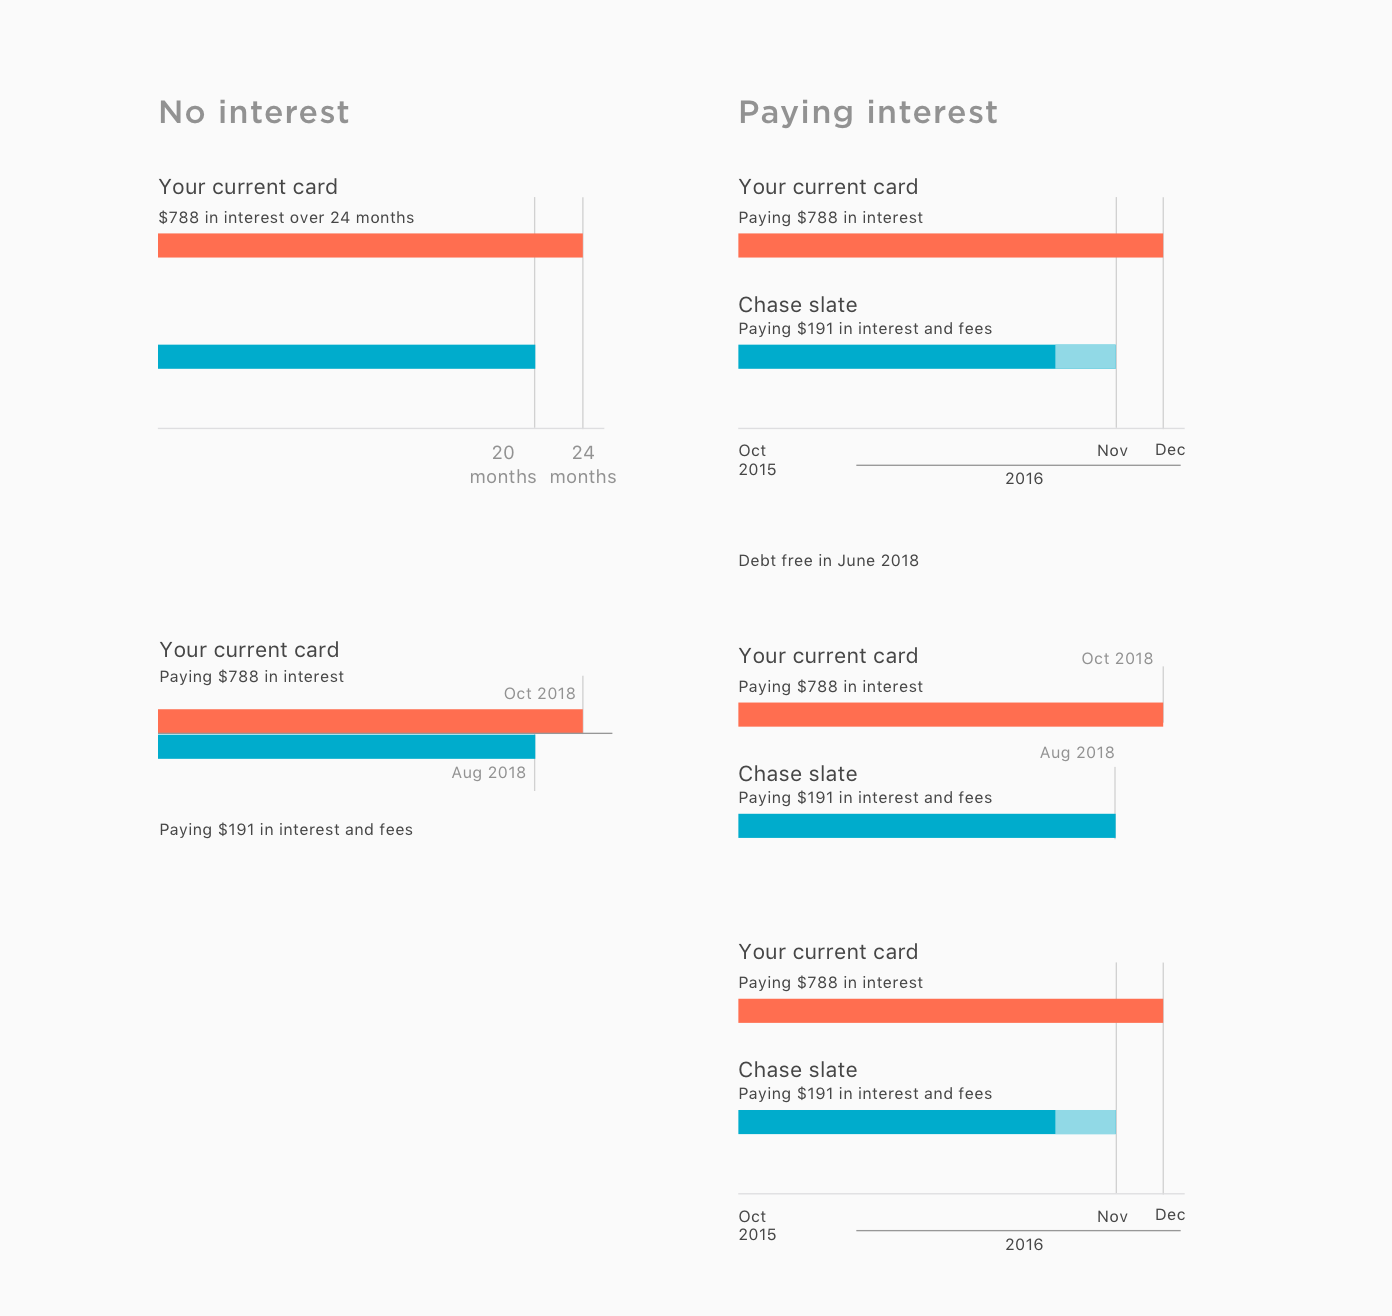 No interest
Your current card
$788 in interest over 24 months
20
months
24
months
Your current card
Paying $788 in interest
Oct 2018
Aug 2018
Paying $191 in interest and fees
Paying interest
Your current card
Paying $788 in interest
Chase slate
Paying $191 in interest and fees
Oct
2015
Nov
Dec
2016
Debt free in June 2018
Your current card
Oct 2018
Paying $788 in interest
Aug 2018
Chase slate
Paying $191 in interest and fees
Your current card
Paying $788 in interest
Chase slate
Paying $191 in interest and fees
Oct
2015
Nov
Dec
2016